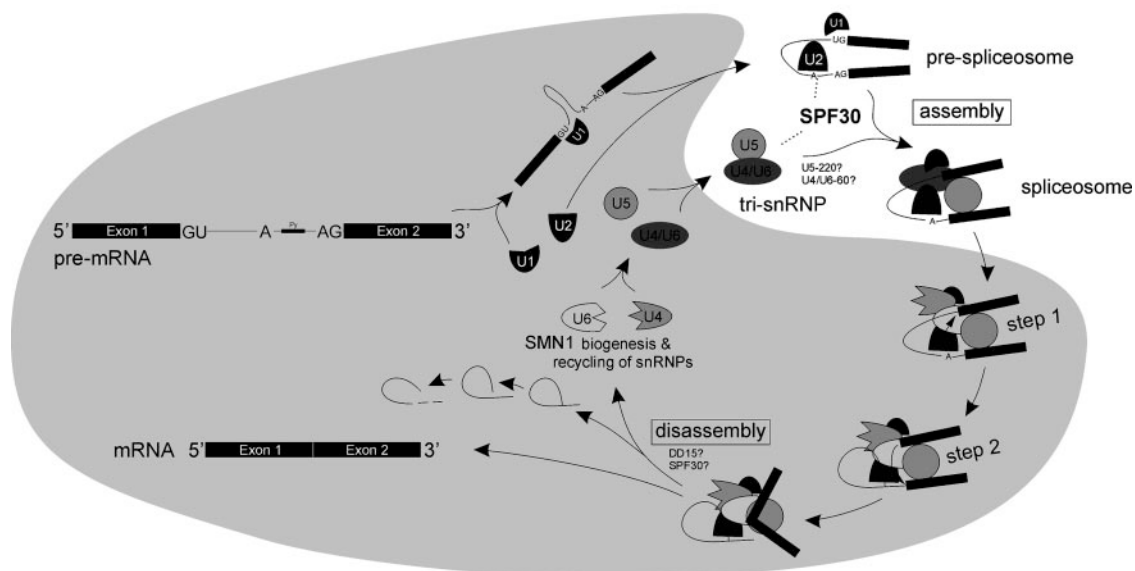 U1
UG
U2
A
AG
pre-spliceosome
SPF30
assembly
AG
A
GU
U1
U5
U4/U6
U5-220?
U4/U6-60?
tri-snRNP
spliceosome
A
U5
U4/U6
U2
U1
5' Exon 1 GU A Py AG Exon 2 3'
pre-mRNA
U6
U4
SMN1 biogenesis &
recycling of snRNPs
step 1
A
step 2
disassembly
DD15?
SPF30?
mRNA 5' Exon 1 Exon 2 3'